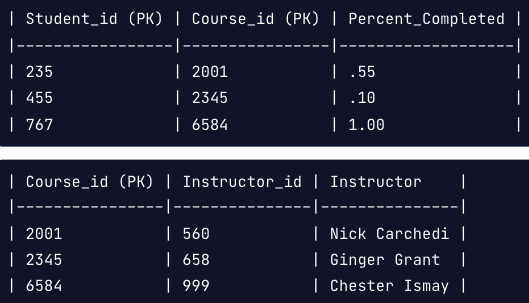 | Student_id (PK) | Course_id (PK) | Percent_Completed |
|-----------------|----------------|-------------------|
| 235             | 2001           | .55               |
| 455             | 2345           | .10               |
| 767             | 6584           | 1.00              |
| Course_id (PK) | Instructor_id | Instructor    |
|----------------|---------------|---------------|
| 2001           | 560           | Nick Carchedi |
| 2345           | 658           | Ginger Grant  |
| 6584           | 999           | Chester Ismay |